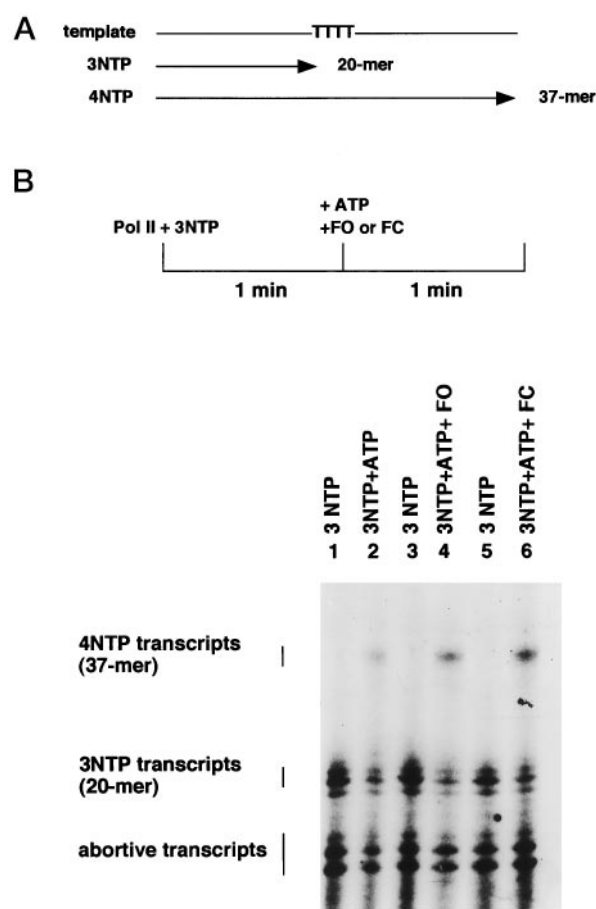 A
template TTTT
3NTP 20-mer
4NTP 37-mer
B
+ ATP
Pol II + 3NTP +FO or FC
1 min 1 min
3 NTP
3NTP+ATP
3 NTP
3NTP+ATP+ FO
3 NTP
3NTP+ATP+ FC
1 2 3 4 5 6
4NTP transcripts
(37-mer)
3NTP transcripts
(20-mer)
abortive transcripts